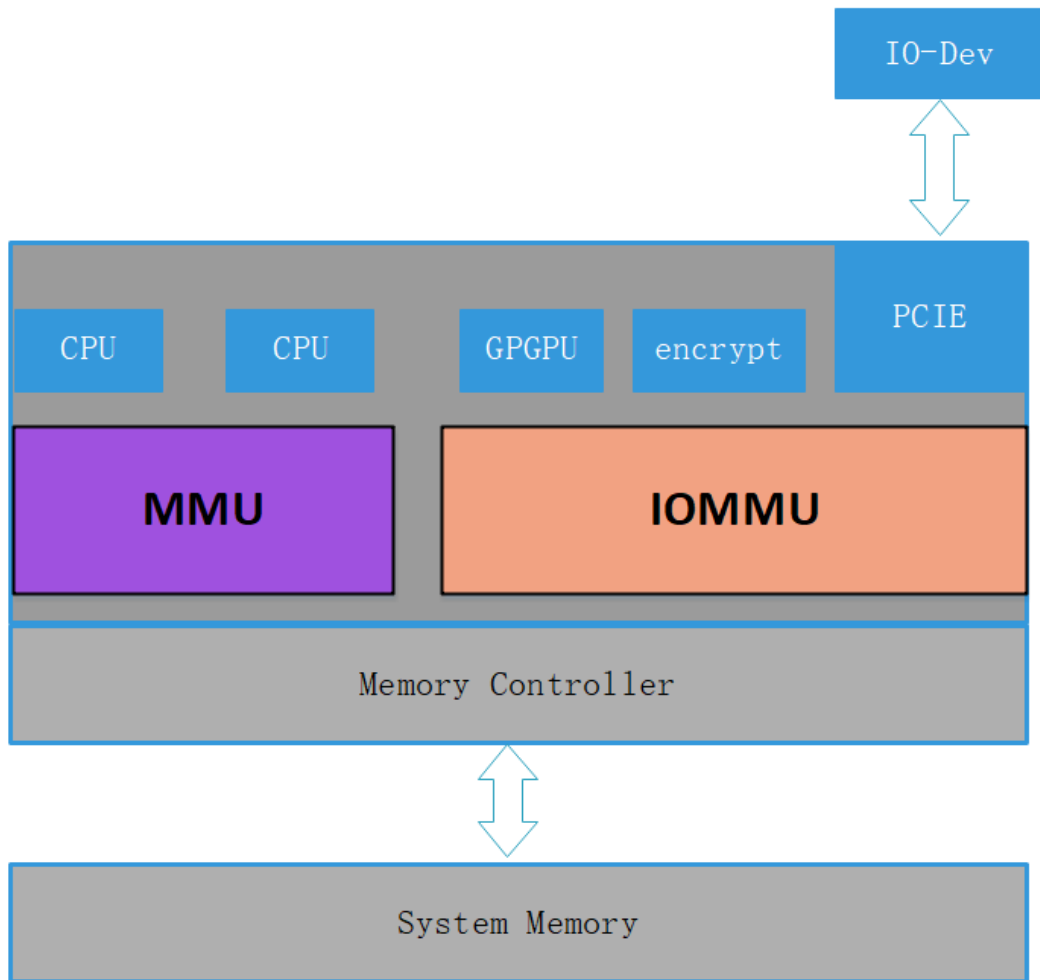 IO-Dev
PCIE
CPU
CPU
GPGPU
encrypt
MMU
IOMMU
Memory Controller
System Memory